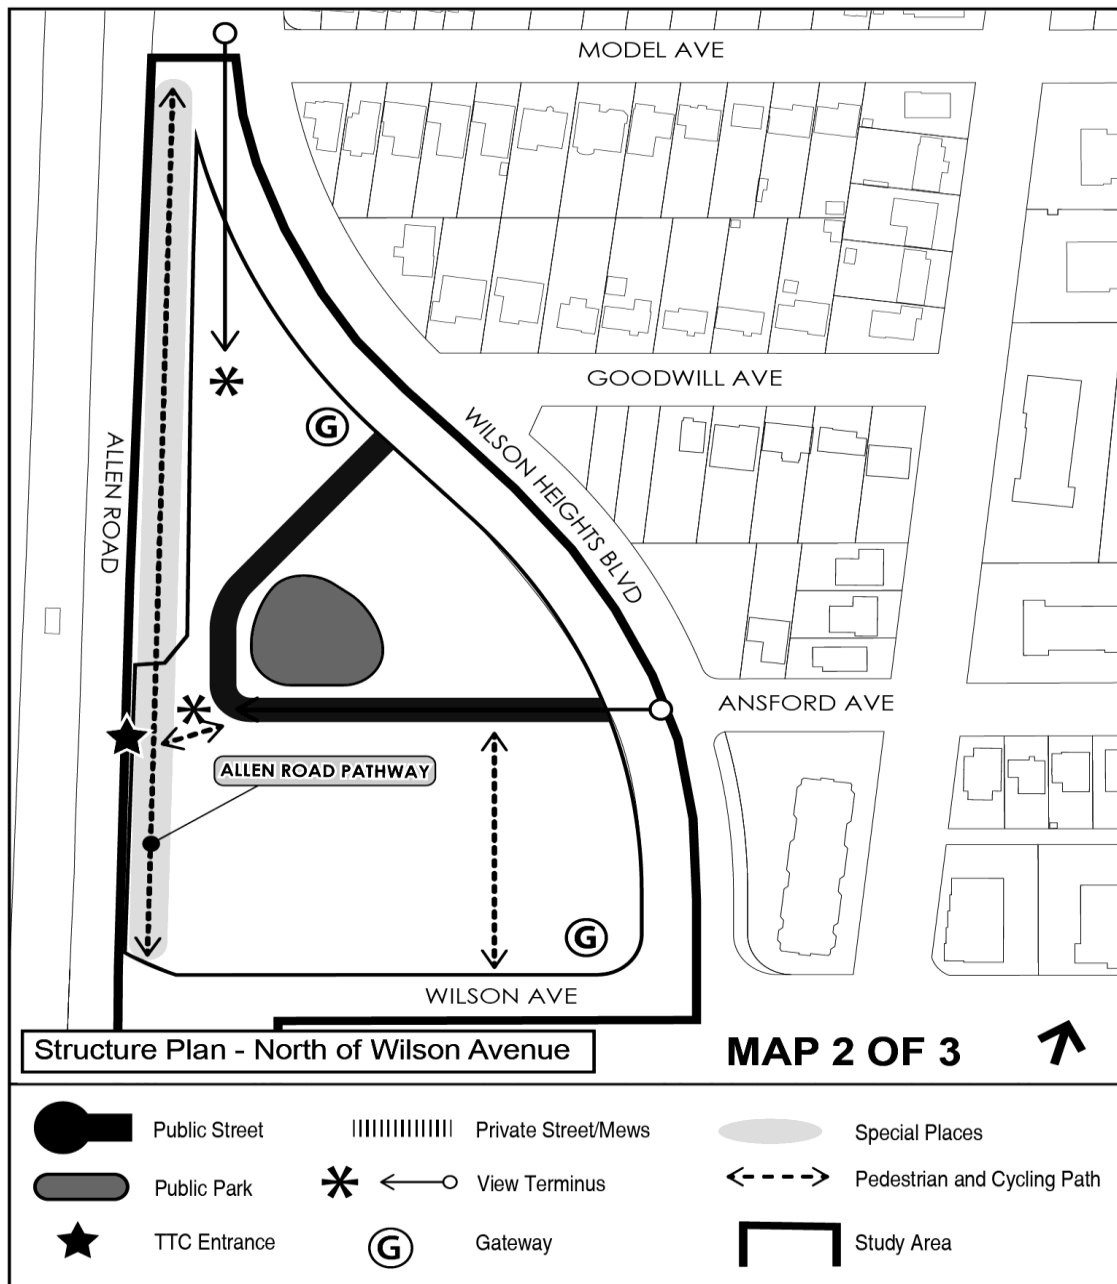 MODEL AVE
GOODWILL AVE
G
WILSON HEIGHTS BLVD
ALLEN ROAD
ANSFORD AVE
ALLEN ROAD PATHWAY
G
WILSON AVE
Structure Plan - North of Wilson Avenue
MAP 2 OF 3
Public Street
Private Street/Mews
Special Places
Public Park
View Terminus
Pedestrian and Cycling Path
TTC Entrance
G
Gateway
Study Area